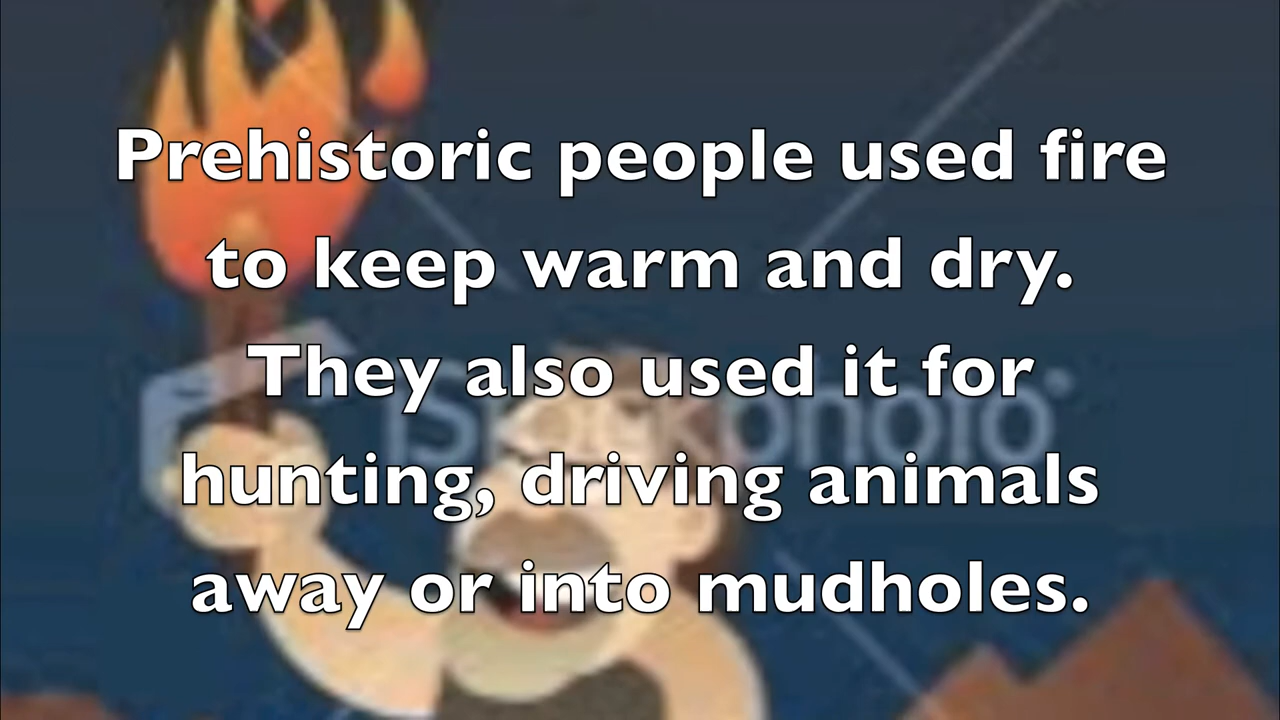 Prehistoric people used fire
to keep warm and dry.
They also used it for
hunting, driving animals
away or into mudholes.
iStockphoto